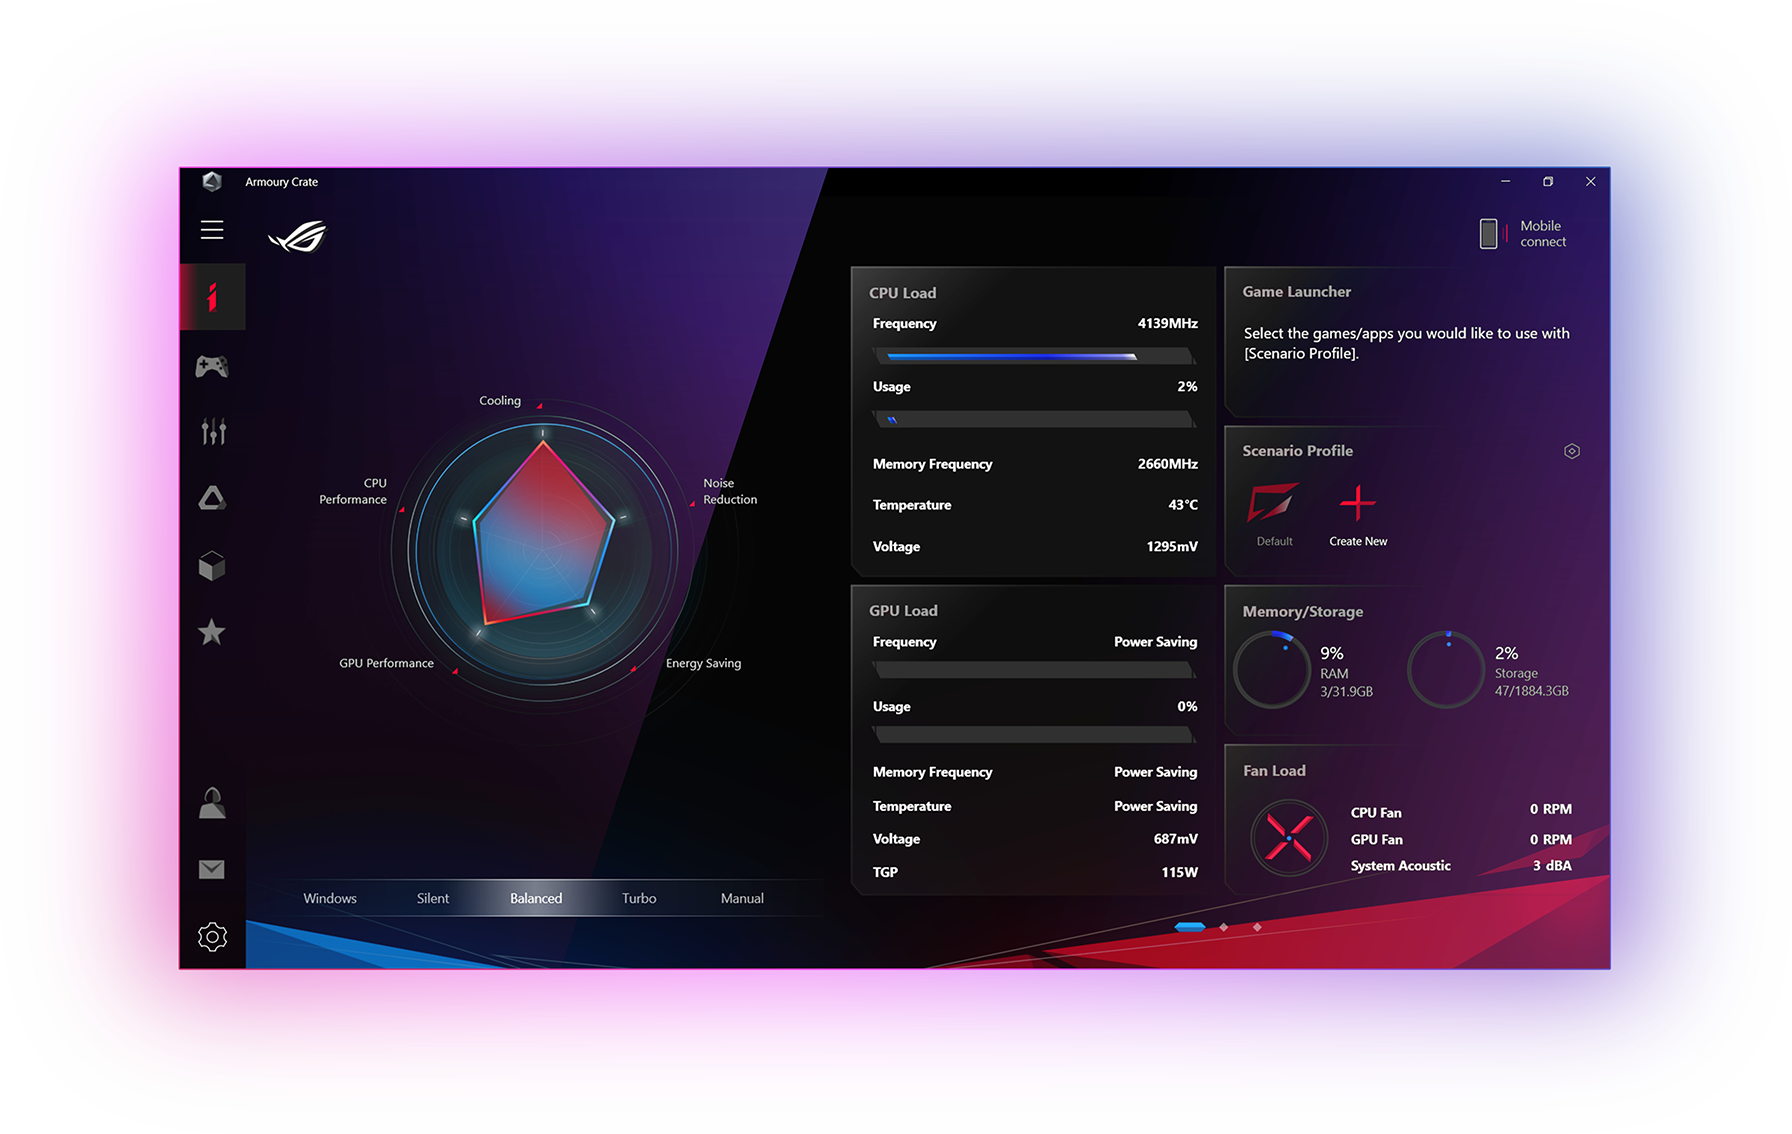 Armoury Crate
Mobile
connect
Cooling
CPU
Performance
Noise
Reduction
GPU Performance
Energy Saving
Windows Silent Balanced Turbo Manual
CPU Load
Frequency 4139MHz
Usage 2%
Memory Frequency 2660MHz
Temperature 43°C
Voltage 1295mV
GPU Load
Frequency Power Saving
Usage 0%
Memory Frequency Power Saving
Temperature Power Saving
Voltage 687mV
TGP 115W
Game Launcher
Select the games/apps you would like to use with
[Scenario Profile].
Scenario Profile
Default Create New
Memory/Storage
9%
RAM
3/31.9GB
2%
Storage
47/1884.3GB
Fan Load
CPU Fan 0 RPM
GPU Fan 0 RPM
System Acoustic 3 dBA